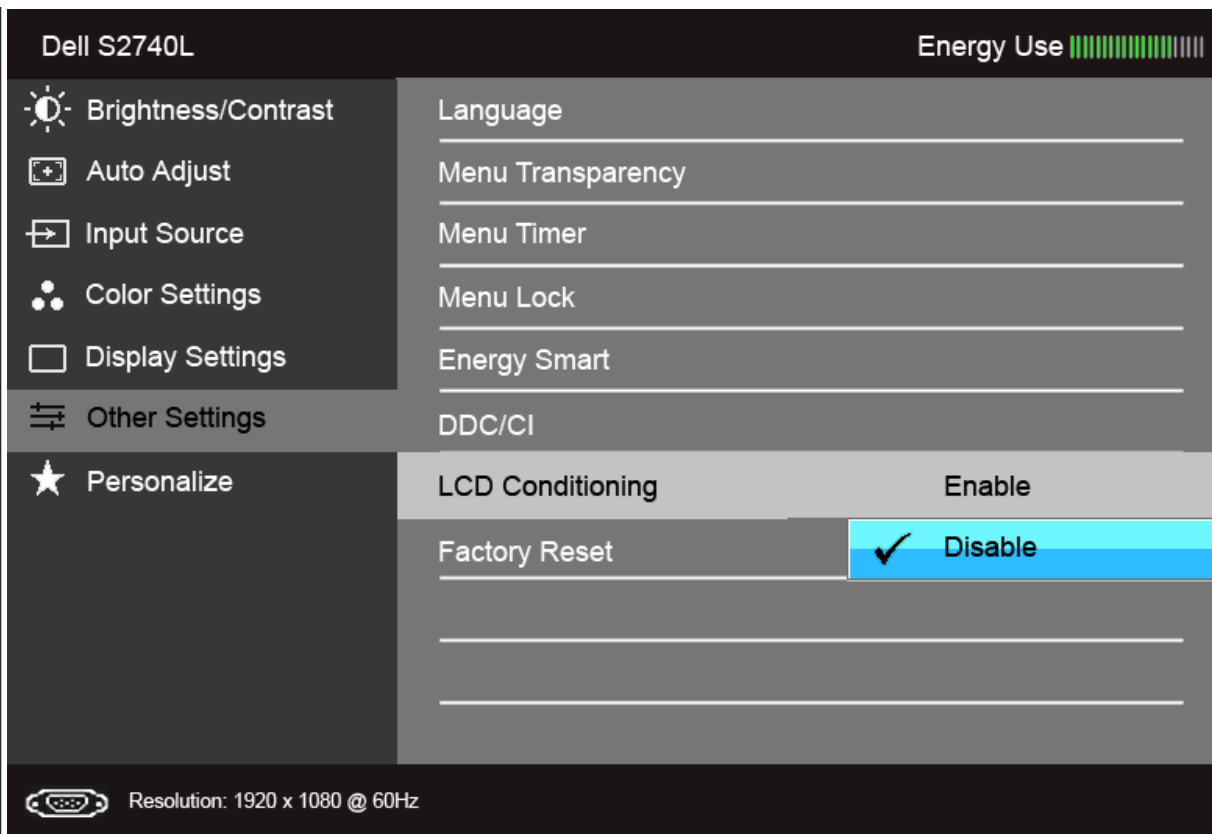 Dell S2740L
Energy Use
Brightness/Contrast
Auto Adjust
Input Source
Color Settings
Display Settings
Other Settings
Personalize
Language
Menu Transparency
Menu Timer
Menu Lock
Energy Smart
DDC/CI
LCD Conditioning
Enable
Factory Reset
Disable
Resolution: 1920 x 1080 @ 60Hz